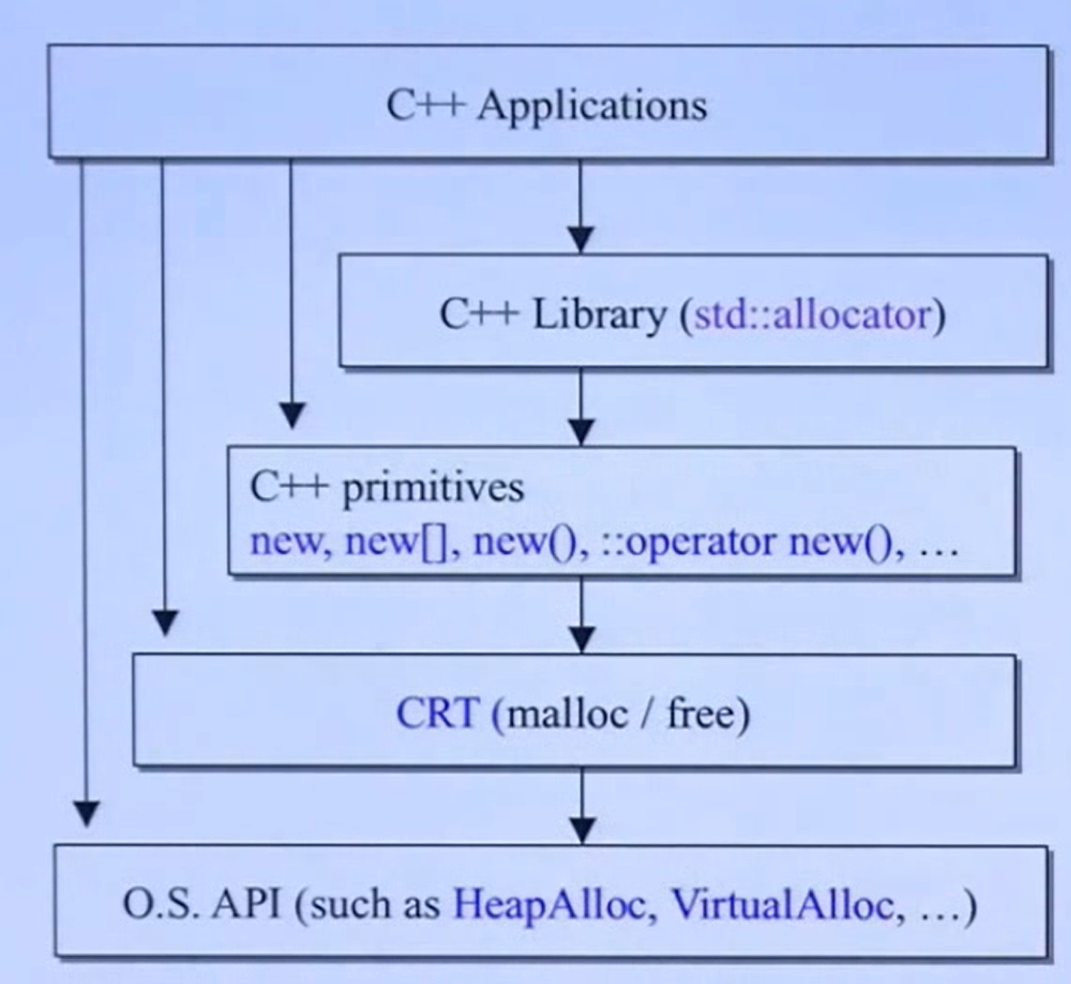 C++ Applications
C++ Library (std::allocator)
C++ primitives
new, new[], new(), ::operator new(), …
CRT (malloc / free)
O.S. API (such as HeapAlloc, VirtualAlloc, …)